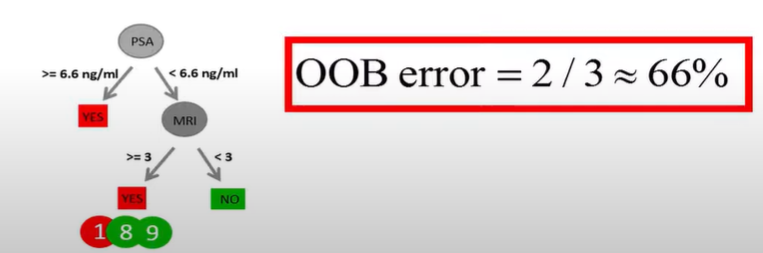 PSA
OOB error = 2 / 3 ≈ 66%
>= 6.6 ng/ml
< 6.6 ng/ml
YES
MRI
>= 3
< 3
YES
NO
1 8 9